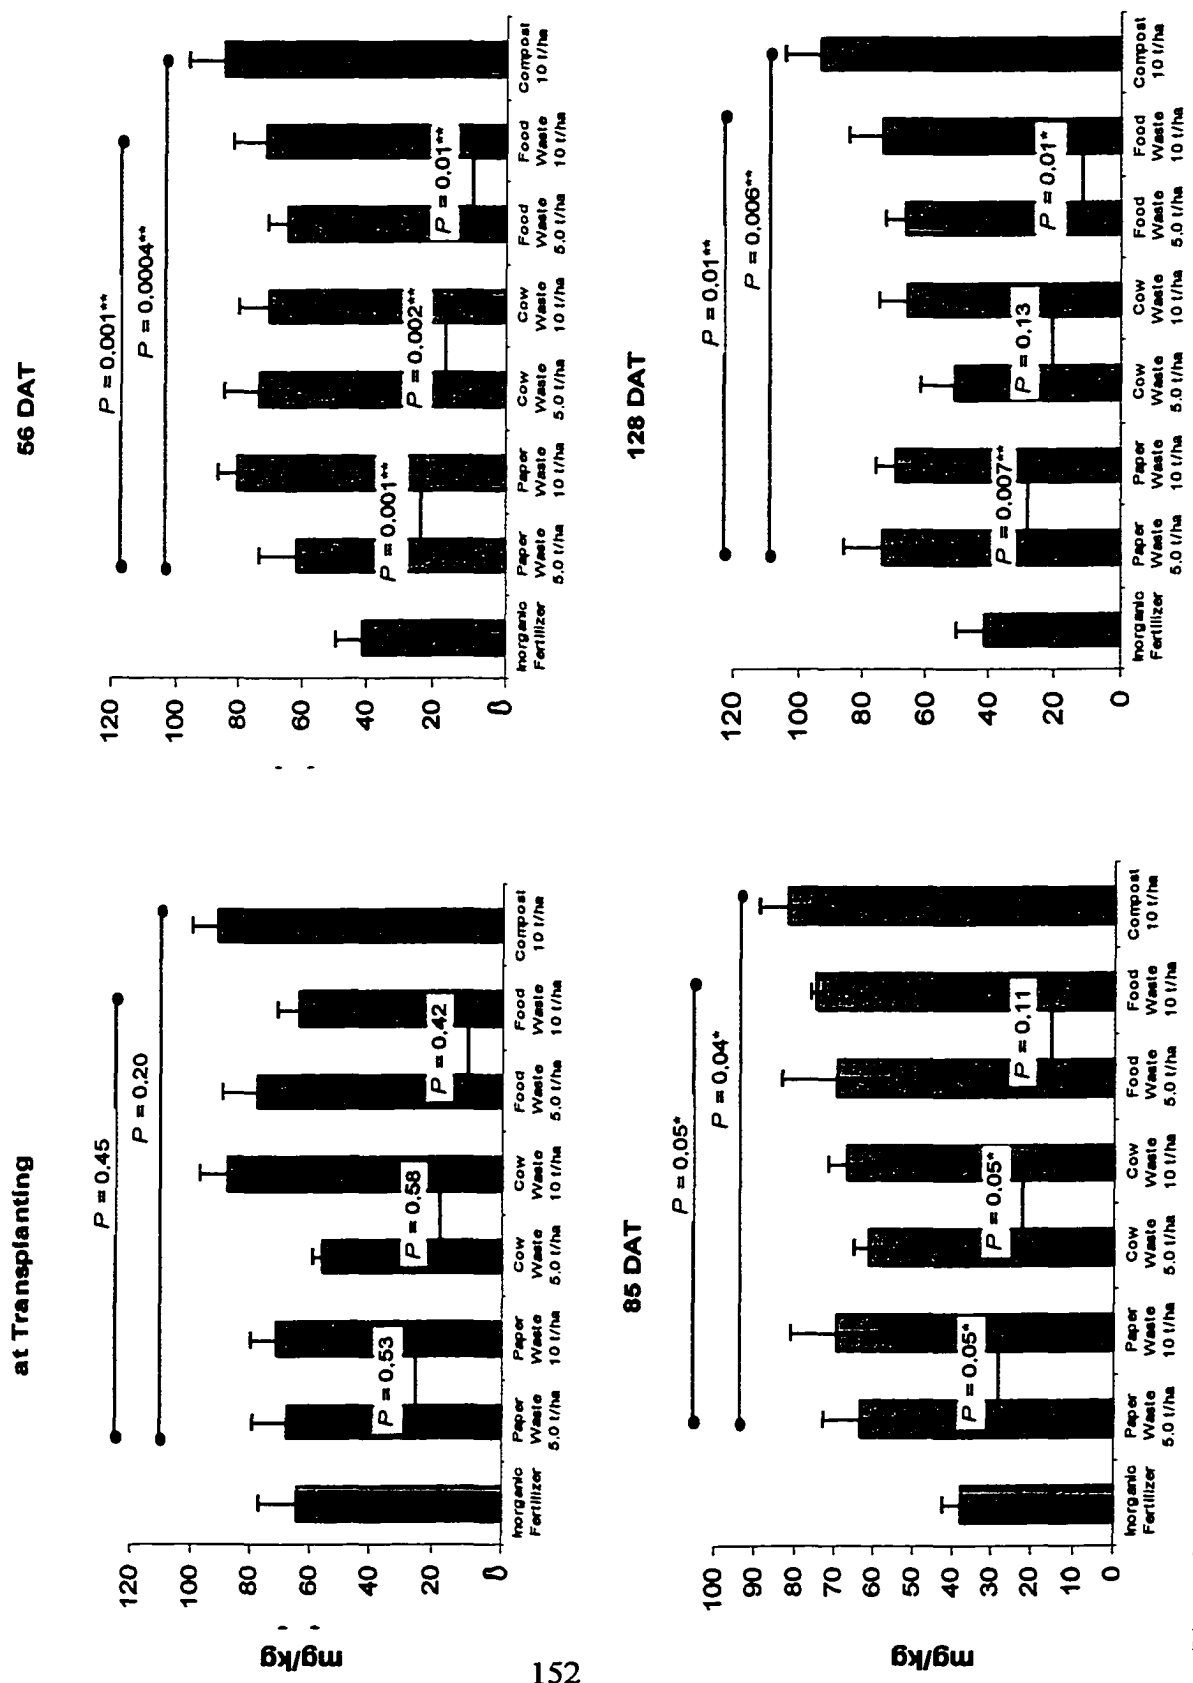 at Transplanting
mg/kg
120
100
80
60
40
20
0
P = 0.45
P = 0.20
P = 0.53
P = 0.58
P = 0.42
Inorganic Fertilizer
Paper Waste 5.0 t/ha
Paper Waste 10 t/ha
Cow Waste 5.0 t/ha
Cow Waste 10 t/ha
Food Waste 5.0 t/ha
Food Waste 10 t/ha
Compost 10 t/ha
56 DAT
120
100
80
60
40
20
0
P = 0.001**
P = 0.0004**
P = 0.001**
P = 0.002**
P = 0.01**
Inorganic Fertilizer
Paper Waste 5.0 t/ha
Paper Waste 10 t/ha
Cow Waste 5.0 t/ha
Cow Waste 10 t/ha
Food Waste 5.0 t/ha
Food Waste 10 t/ha
Compost 10 t/ha
85 DAT
mg/kg
100
90
80
70
60
50
40
30
20
10
0
P = 0.05*
P = 0.04*
P = 0.05*
P = 0.05*
P = 0.11
Inorganic Fertilizer
Paper Waste 5.0 t/ha
Paper Waste 10 t/ha
Cow Waste 5.0 t/ha
Cow Waste 10 t/ha
Food Waste 5.0 t/ha
Food Waste 10 t/ha
Compost 10 t/ha
128 DAT
120
100
80
60
40
20
0
P = 0.01**
P = 0.006**
P = 0.007**
P = 0.13
P = 0.01*
Inorganic Fertilizer
Paper Waste 5.0 t/ha
Paper Waste 10 t/ha
Cow Waste 5.0 t/ha
Cow Waste 10 t/ha
Food Waste 5.0 t/ha
Food Waste 10 t/ha
Compost 10 t/ha
152